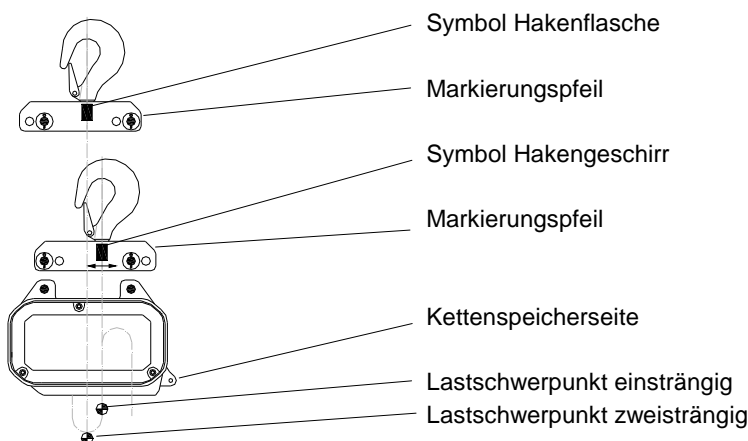 Symbol Hakenflasche
Markierungspfeil
Symbol Hakengeschirr
Markierungspfeil
Kettenspeicherseite
Lastschwerpunkt einsträngig
Lastschwerpunkt zweisträngig